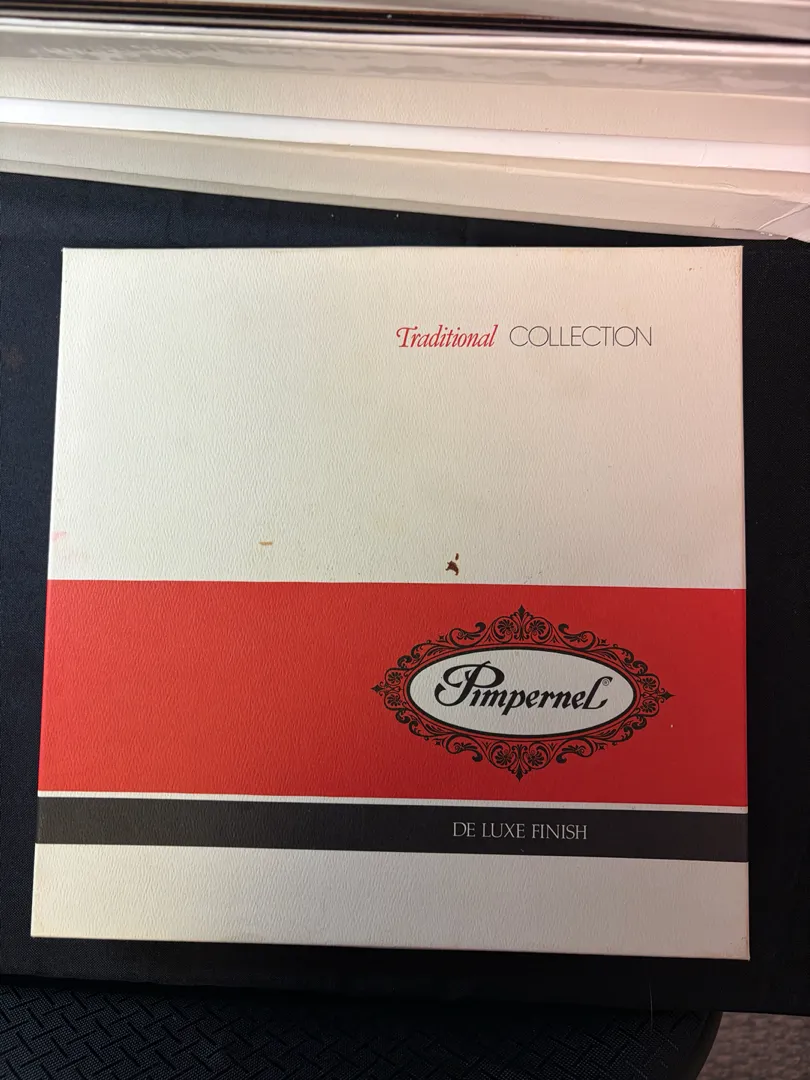 Traditional COLLECTION
Pimpernel®
DE LUXE FINISH